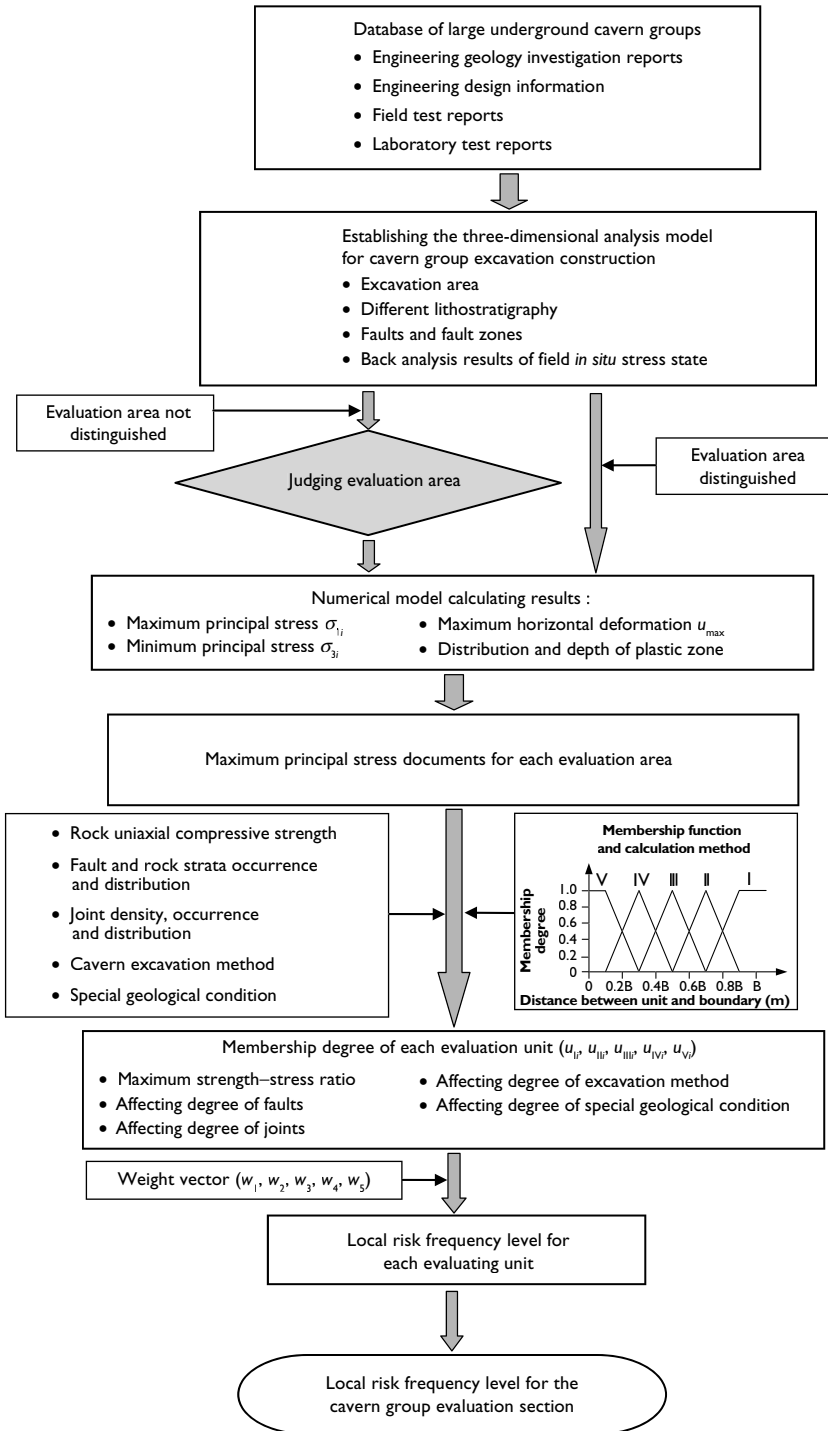 Database of large underground cavern groups
• Engineering geology investigation reports
• Engineering design information
• Field test reports
• Laboratory test reports
Establishing the three-dimensional analysis model
for cavern group excavation construction
• Excavation area
• Different lithostratigraphy
• Faults and fault zones
• Back analysis results of field in situ stress state
Evaluation area not
distinguished
Judging evaluation area
Evaluation area
distinguished
Numerical model calculating results :
• Maximum principal stress σ1i
• Minimum principal stress σ3i
• Maximum horizontal deformation umax
• Distribution and depth of plastic zone
Maximum principal stress documents for each evaluation area
• Rock uniaxial compressive strength
• Fault and rock strata occurrence
and distribution
• Joint density, occurrence
and distribution
• Cavern excavation method
• Special geological condition
Membership function
and calculation method
V IV III II I
Membership
degree
1.0
0.8
0.6
0.4
0.2
0
0 0.2B 0.4B 0.6B 0.8B B
Distance between unit and boundary (m)
Membership degree of each evaluation unit (uIi, uIIi, uIIIi, uIVi, uVi)
• Maximum strength–stress ratio
• Affecting degree of faults
• Affecting degree of joints
• Affecting degree of excavation method
• Affecting degree of special geological condition
Weight vector (w1, w2, w3, w4, w5)
Local risk frequency level for
each evaluating unit
Local risk frequency level for the
cavern group evaluation section